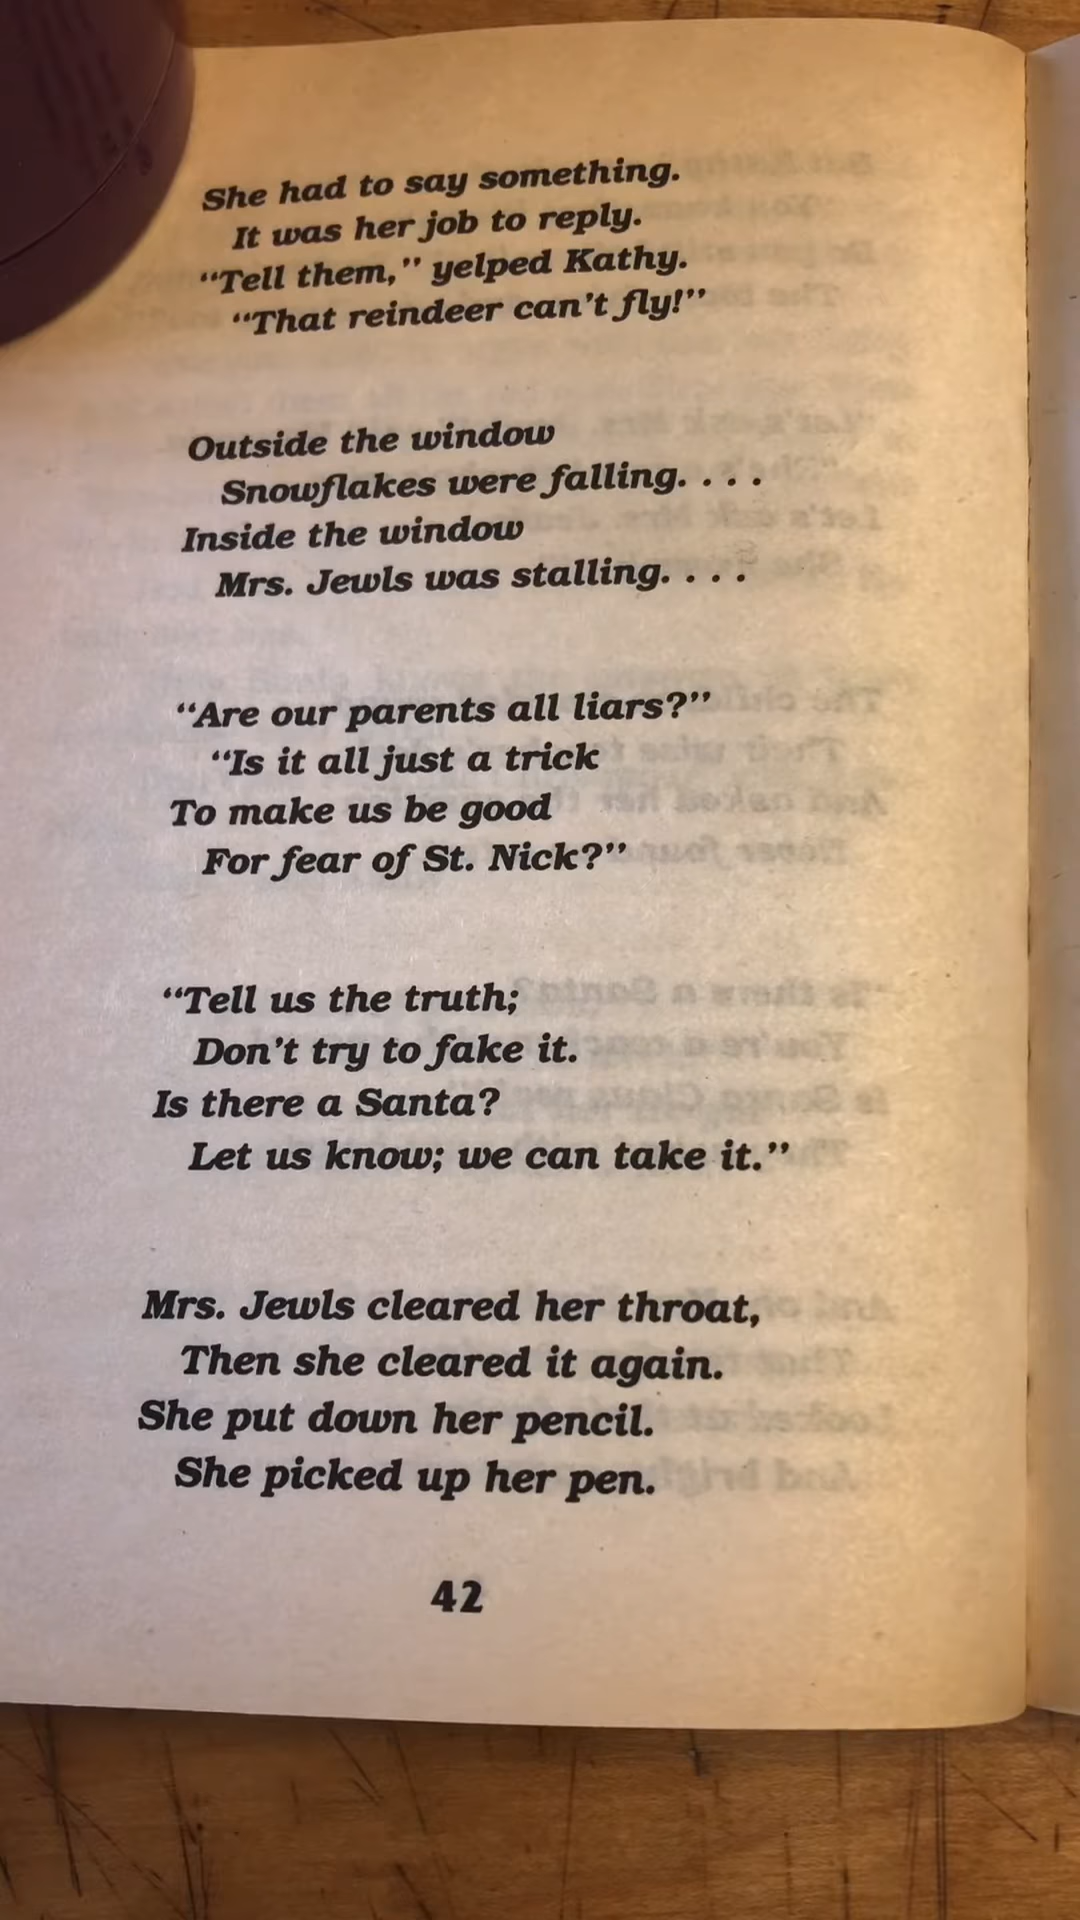 She had to say something.
It was her job to reply.
“Tell them,” yelped Kathy.
“That reindeer can’t fly!”
Outside the window
Snowflakes were falling. . . .
Inside the window
Mrs. Jewls was stalling. . . .
“Are our parents all liars?”
“Is it all just a trick
To make us be good
For fear of St. Nick?”
“Tell us the truth;
Don’t try to fake it.
Is there a Santa?
Let us know; we can take it.”
Mrs. Jewls cleared her throat,
Then she cleared it again.
She put down her pencil.
She picked up her pen.
42